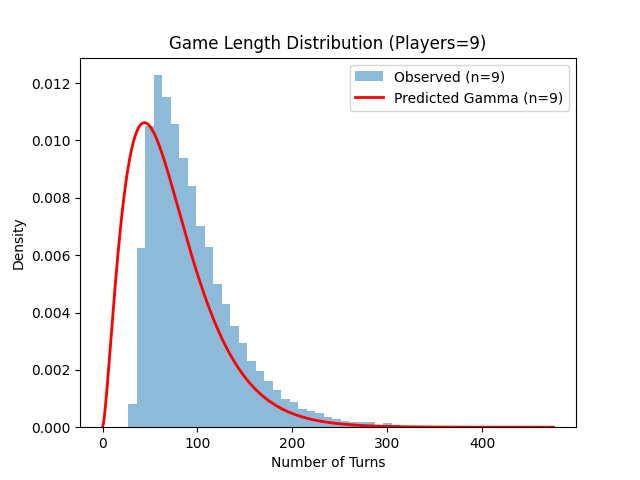 Game Length Distribution (Players=9)
Observed (n=9)
Predicted Gamma (n=9)
0.012
0.010
0.008
0.006
0.004
0.002
0.000
Density
0 100 200 300 400
Number of Turns